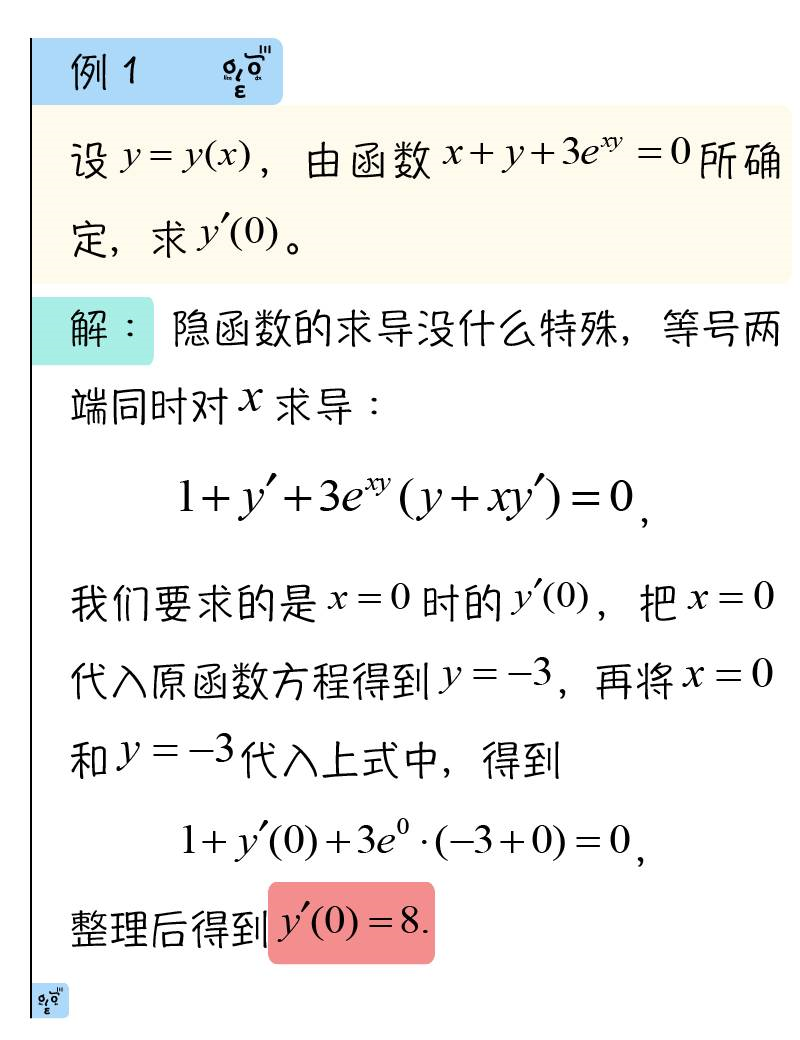 例 1
设 y = y(x)，由函数 x + y + 3e^{xy} = 0 所确
定，求 y′(0)。
解： 隐函数的求导没什么特殊，等号两
端同时对 x 求导：
1 + y′ + 3e^{xy}(y + xy′) = 0，
我们要求的是 x = 0 时的 y′(0)，把 x = 0
代入原函数方程得到 y = −3，再将 x = 0
和 y = −3 代入上式中，得到
1 + y′(0) + 3e^{0} · (−3 + 0) = 0，
整理后得到 y′(0) = 8.